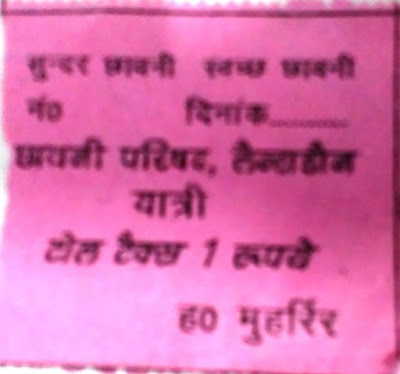 सुन्दर छावनी स्वच्छ छावनी
नं० दिनांक..........
छावनी परिषद, लैन्सडौन
यात्री
टोल टैक्स 1 रूपये
ह० मुहर्रिर